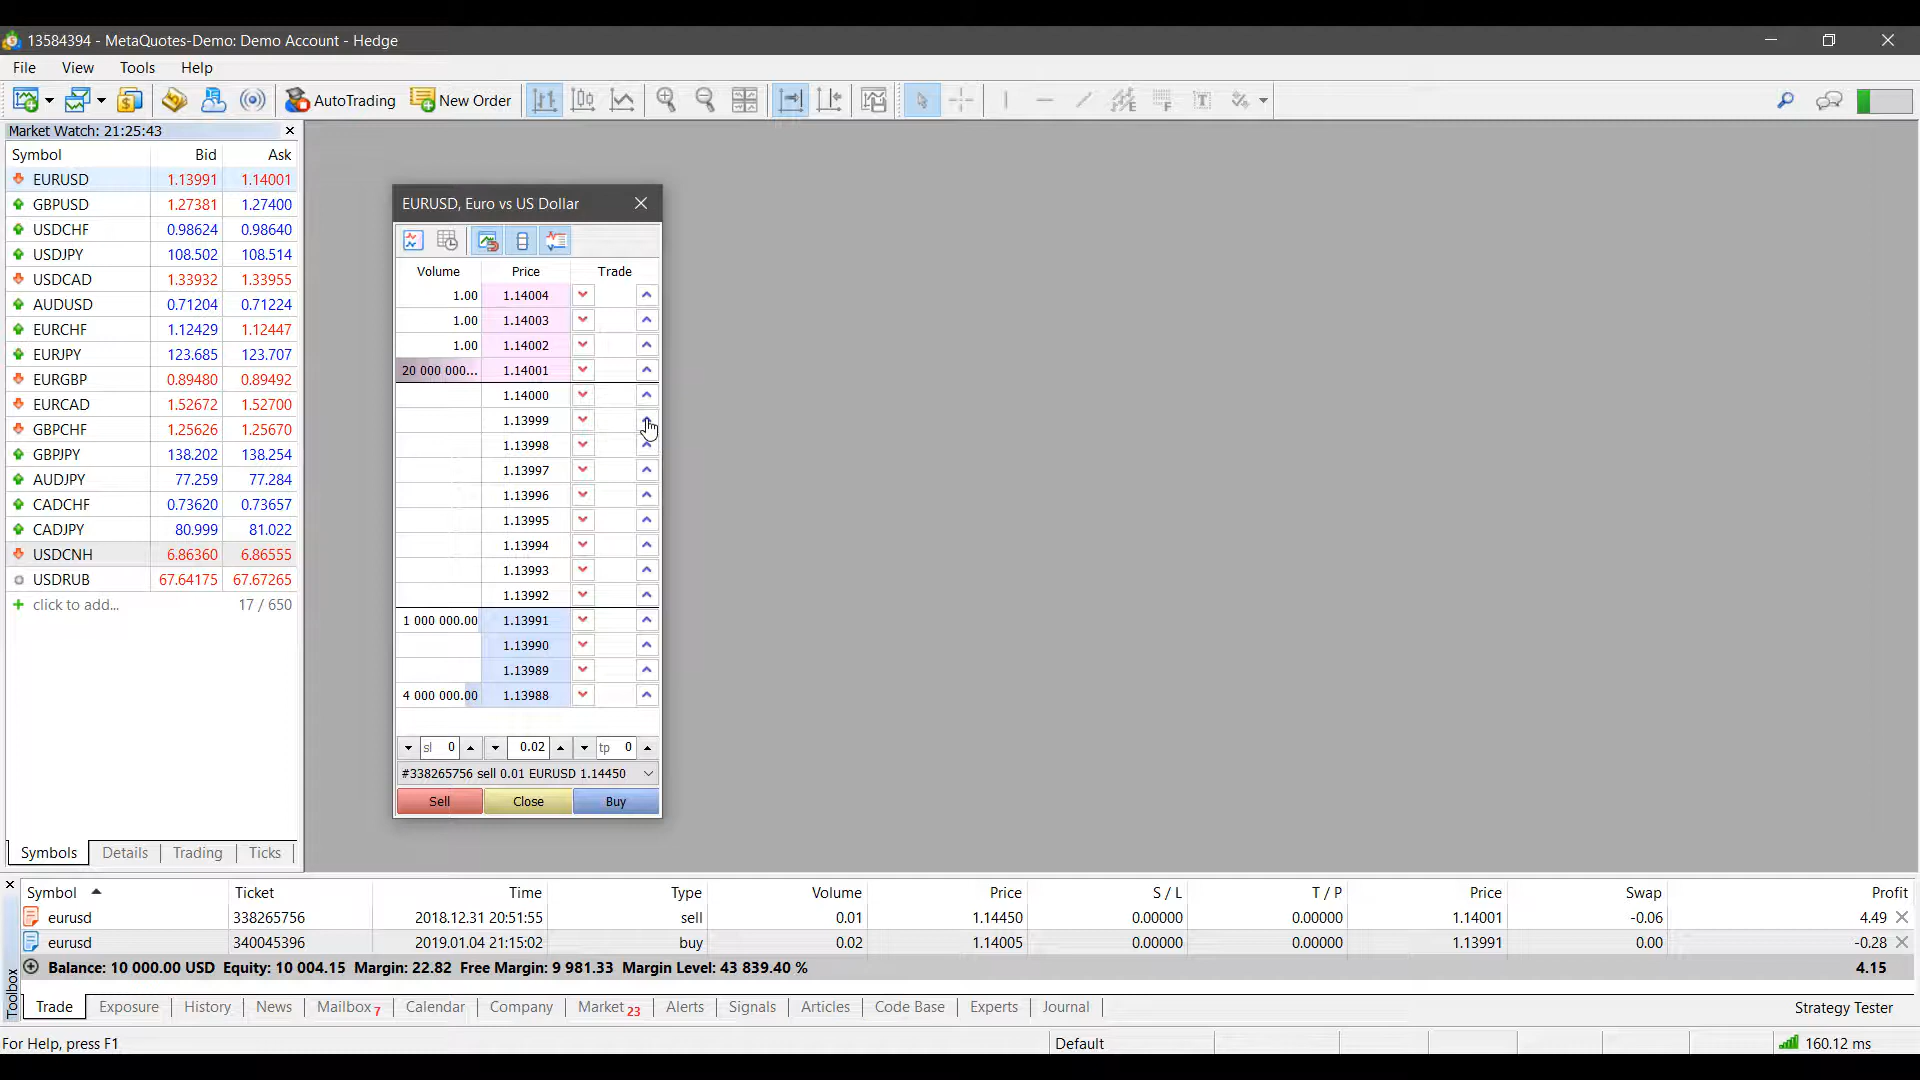 13584394 - MetaQuotes-Demo: Demo Account - Hedge
File View Tools Help
AutoTrading New Order
Market Watch: 21:25:43
Symbol Bid Ask
EURUSD 1.13991 1.14001
GBPUSD 1.27381 1.27400
USDCHF 0.98624 0.98640
USDJPY 108.502 108.514
USDCAD 1.33932 1.33955
AUDUSD 0.71204 0.71224
EURCHF 1.12429 1.12447
EURJPY 123.685 123.707
EURGBP 0.89480 0.89492
EURCAD 1.52672 1.52700
GBPCHF 1.25626 1.25670
GBPJPY 138.202 138.254
AUDJPY 77.259 77.284
CADCHF 0.73620 0.73657
CADJPY 80.999 81.022
USDCNH 6.86360 6.86555
USDRUB 67.64175 67.67265
click to add... 17 / 650
Symbols Details Trading Ticks
EURUSD, Euro vs US Dollar
Volume Price Trade
1.00 1.14004
1.00 1.14003
1.00 1.14002
20 000 000... 1.14001
1.14000
1.13999
1.13998
1.13997
1.13996
1.13995
1.13994
1.13993
1.13992
1 000 000.00 1.13991
1.13990
1.13989
4 000 000.00 1.13988
sl 0 0.02 tp 0
#338265756 sell 0.01 EURUSD 1.14450
Sell Close Buy
Symbol Ticket Time Type Volume Price S / L T / P Price Swap Profit
eurusd 338265756 2018.12.31 20:51:55 sell 0.01 1.14450 0.00000 0.00000 1.14001 -0.06 4.49
eurusd 340045396 2019.01.04 21:15:02 buy 0.02 1.14005 0.00000 0.00000 1.13991 0.00 -0.28
Balance: 10 000.00 USD Equity: 10 004.15 Margin: 22.82 Free Margin: 9 981.33 Margin Level: 43 839.40 % 4.15
Toolbox
Trade Exposure History News Mailbox 7 Calendar Company Market 23 Alerts Signals Articles Code Base Experts Journal Strategy Tester
For Help, press F1 Default 160.12 ms